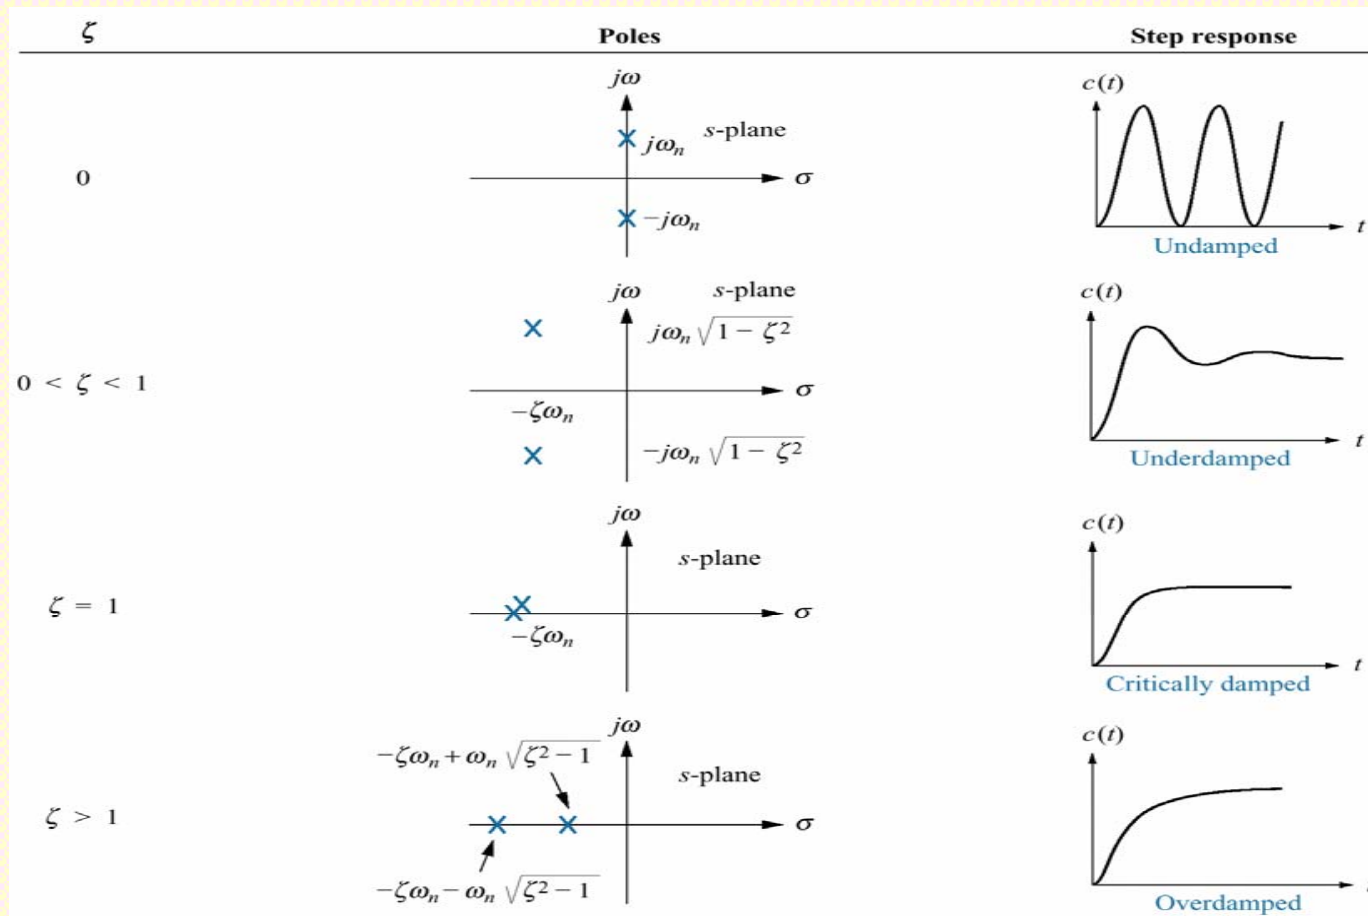 ζ Poles Step response
jω
c(t)
s-plane
jωₙ
0
σ
−jωₙ
t
Undamped
jω
s-plane
c(t)
jωₙ √1 − ζ²
0 < ζ < 1
σ
−ζωₙ
−jωₙ √1 − ζ²
t
Underdamped
jω
c(t)
s-plane
ζ = 1
σ
−ζωₙ
t
Critically damped
jω
c(t)
−ζωₙ + ωₙ √ζ² − 1
s-plane
ζ > 1
σ
−ζωₙ − ωₙ √ζ² − 1
Overdamped